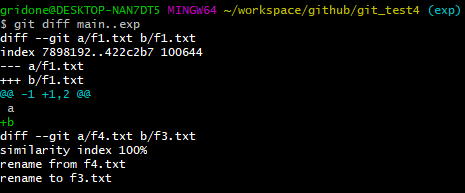 gridone@DESKTOP-NAN7DT5 MINGW64 ~/workspace/github/git_test4 (exp)
$ git diff main..exp
diff --git a/f1.txt b/f1.txt
index 7898192..422c2b7 100644
--- a/f1.txt
+++ b/f1.txt
@@ -1 +1,2 @@
 a
+b
diff --git a/f4.txt b/f3.txt
similarity index 100%
rename from f4.txt
rename to f3.txt